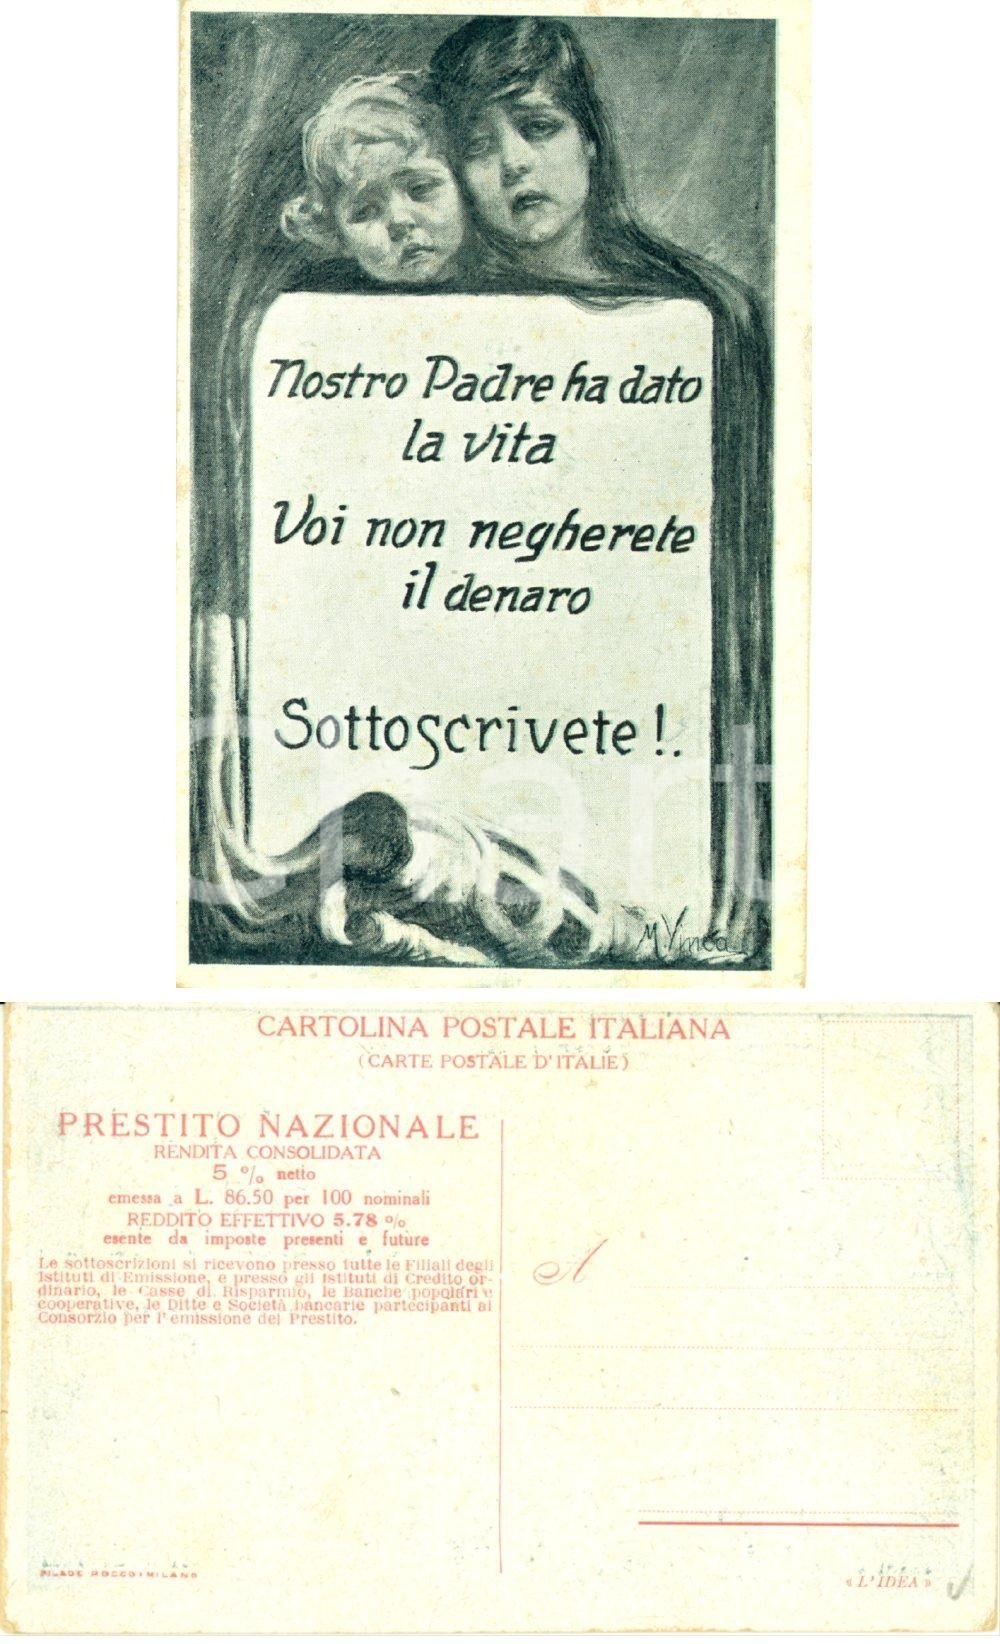 Nostro Padre ha dato
la vita
Voi non negherete
il denaro
Sottoscrivete!.
M Vinca
CARTOLINA POSTALE ITALIANA
(CARTE POSTALE D'ITALIE)
PRESTITO NAZIONALE
RENDITA CONSOLIDATA
5 % netto
emessa a L. 86.50 per 100 nominali
REDDITO EFFETTIVO 5.78 %
esente da imposte presenti e future
Le sottoscrizioni si ricevono presso tutte le Filiali degli
Istituti di Emissione, e presso gli Istituti di Credito or-
dinario, le Casse di Risparmio, le Banche popolari e
cooperative, le Ditte e Società bancarie partecipanti al
Consorzio per l'emissione del Prestito.
A
PILADE ROCCO-MILANO
« L'IDEA »